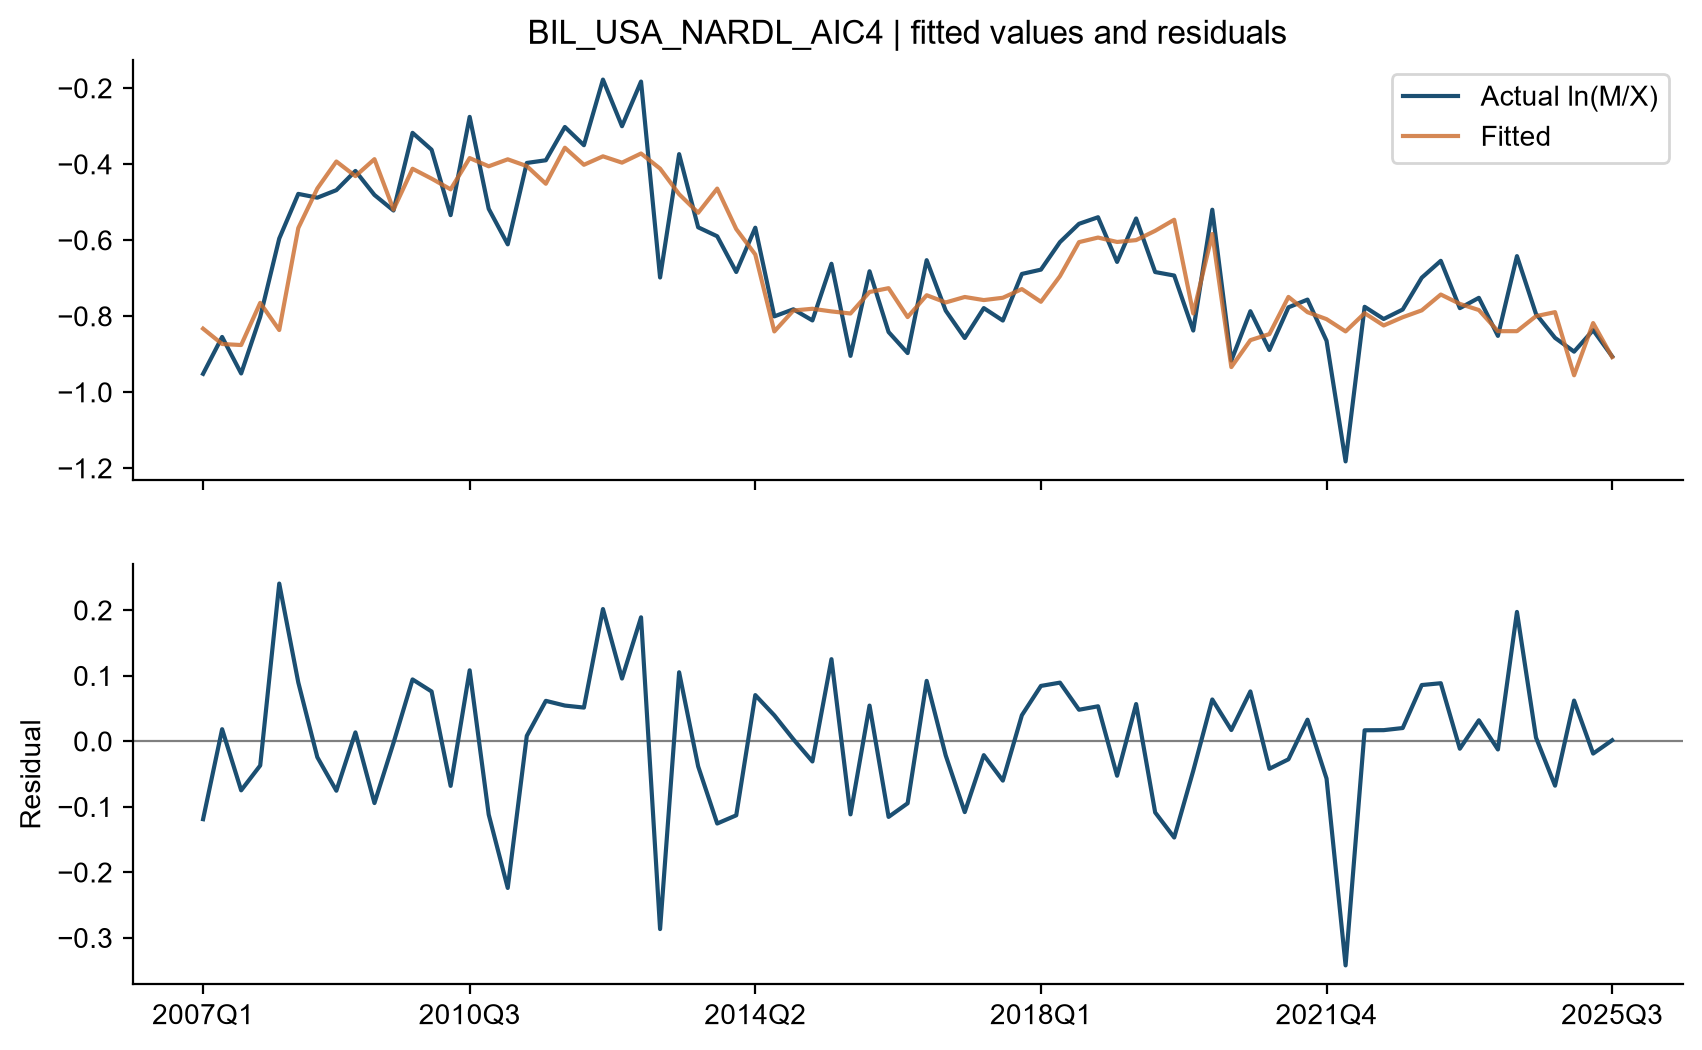 BIL_USA_NARDL_AIC4 | fitted values and residuals
Actual ln(M/X)
Fitted
−0.2
−0.4
−0.6
−0.8
−1.0
−1.2
Residual
0.2
0.1
0.0
−0.1
−0.2
−0.3
2007Q1 2010Q3 2014Q2 2018Q1 2021Q4 2025Q3